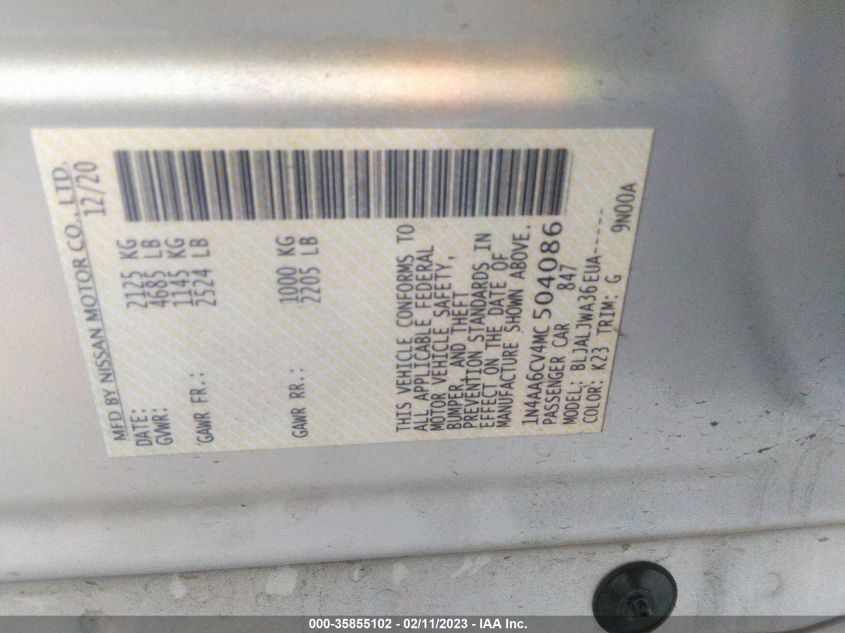 MFD BY NISSAN MOTOR CO., LTD.
DATE: 12/20
GVWR: 2125 KG
4685 LB
GAWR FR.: 1145 KG
2524 LB
GAWR RR.: 1000 KG
2205 LB
THIS VEHICLE CONFORMS TO
ALL APPLICABLE FEDERAL
MOTOR VEHICLE SAFETY,
BUMPER, AND THEFT
PREVENTION STANDARDS IN
EFFECT ON THE DATE OF
MANUFACTURE SHOWN ABOVE.
1N4AA6CV4MC504086
PASSENGER CAR 847
MODEL: BLJALJWA36EUA-----
COLOR: K23 TRIM: G 9N00A
000-35855102 - 02/11/2023 - IAA Inc.